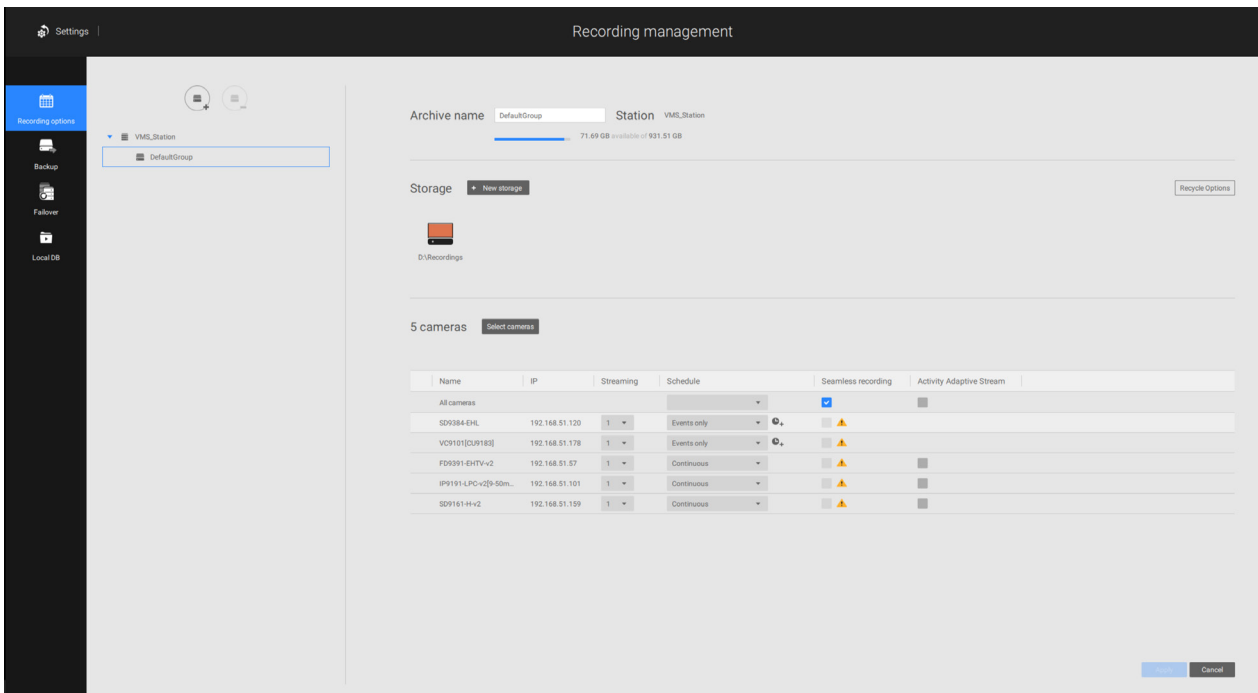 Settings
Recording management
Recording options
Backup
Failover
Local DB
VMS_Station
DefaultGroup
Archive name DefaultGroup Station VMS_Station
71.69 GB available of 931.51 GB
Storage + New storage Recycle Options
D:\Recordings
5 cameras Select cameras
Name IP Streaming Schedule Seamless recording Activity Adaptive Stream
All cameras
SD9384-EHL 192.168.51.120 1 Events only
VC9101[CU9183] 192.168.51.178 1 Events only
FD9391-EHTV-v2 192.168.51.57 1 Continuous
IP9191-LPC-v2[9-50m... 192.168.51.101 1 Continuous
SD9161-H-v2 192.168.51.159 1 Continuous
Apply Cancel